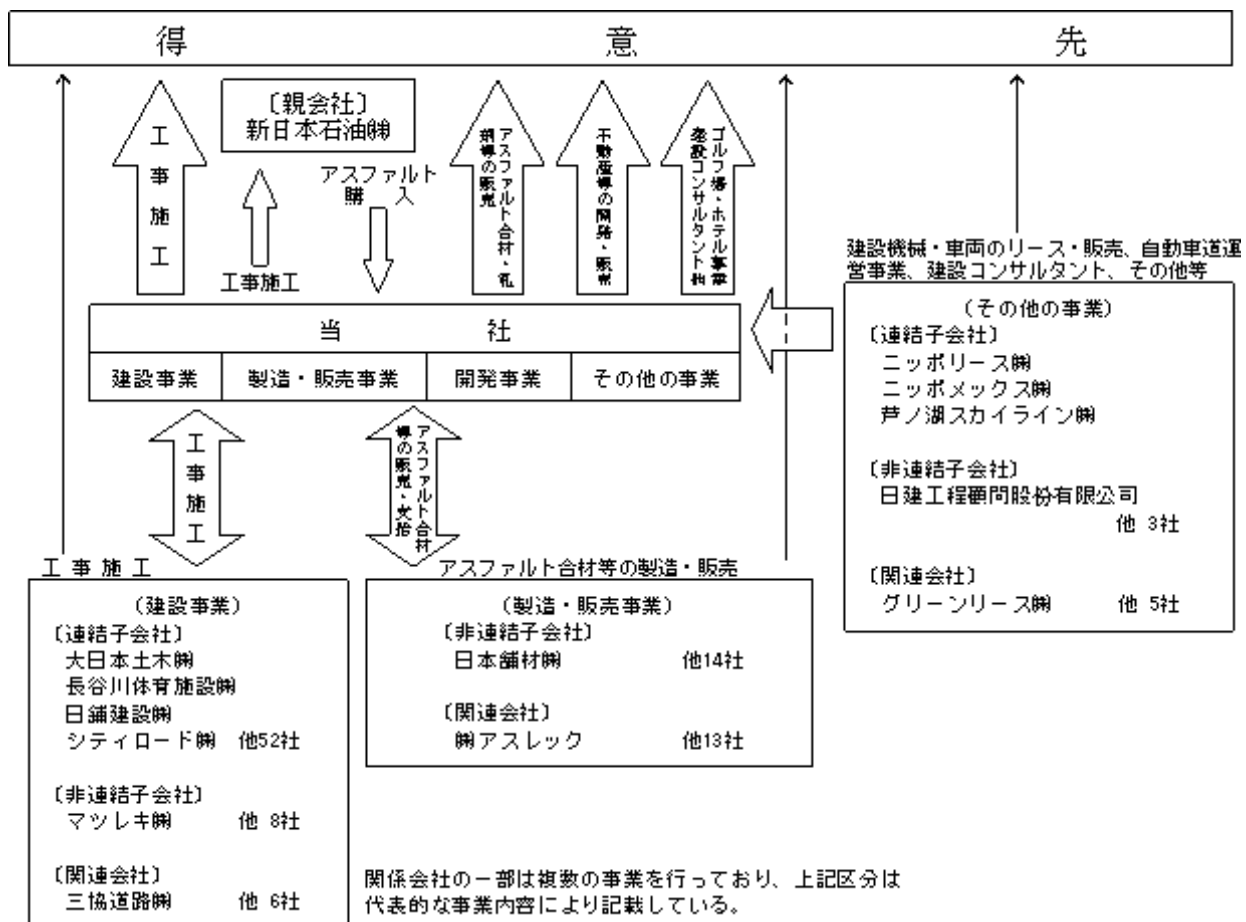 得意先
〔親会社〕
新日本石油㈱
工事施工
アスファルト
購入
工事施工
アスファルト合材・乳
剤等の販売
不動産等の開発・販売
ゴルフ場・ホテル事業
建設コンサルタント他
建設機械・車両のリース・販売、自動車道運
営事業、建設コンサルタント、その他等
当社
建設事業
製造・販売事業
開発事業
その他の事業
(その他の事業)
〔連結子会社〕
ニッポリース㈱
ニッポメックス㈱
芦ノ湖スカイライン㈱
〔非連結子会社〕
日建工程顧問股份有限公司
他 3社
〔関連会社〕
グリーンリース㈱ 他 5社
工事施工
アスファルト合材
等の販売・支給
工事施工
(建設事業)
〔連結子会社〕
大日本土木㈱
長谷川体育施設㈱
日舗建設㈱
シティロード㈱ 他52社
〔非連結子会社〕
マツレキ㈱ 他 8社
〔関連会社〕
三協道路㈱ 他 6社
アスファルト合材等の製造・販売
(製造・販売事業)
〔非連結子会社〕
日本舗材㈱ 他14社
〔関連会社〕
㈱アスレック 他13社
関係会社の一部は複数の事業を行っており、上記区分は
代表的な事業内容により記載している。